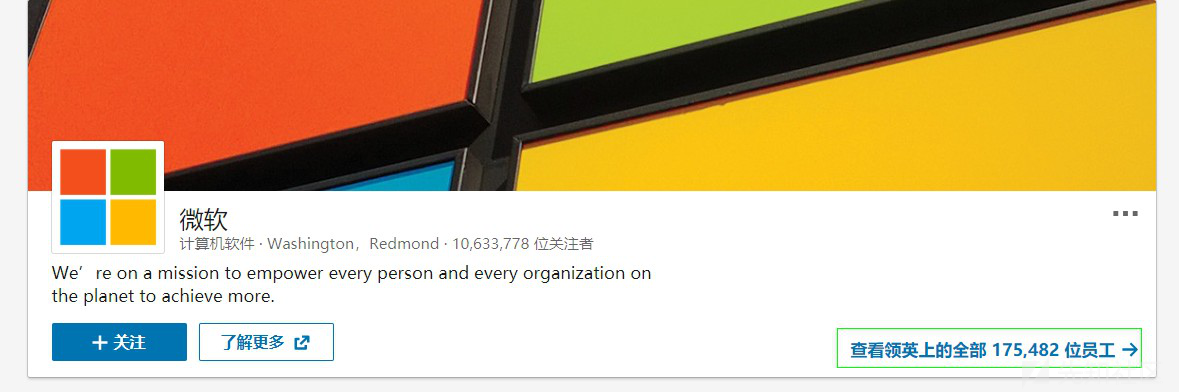 微软
计算机软件 · Washington，Redmond · 10,633,778 位关注者
We’re on a mission to empower every person and every organization on
the planet to achieve more.
+ 关注
了解更多
查看领英上的全部 175,482 位员工 →